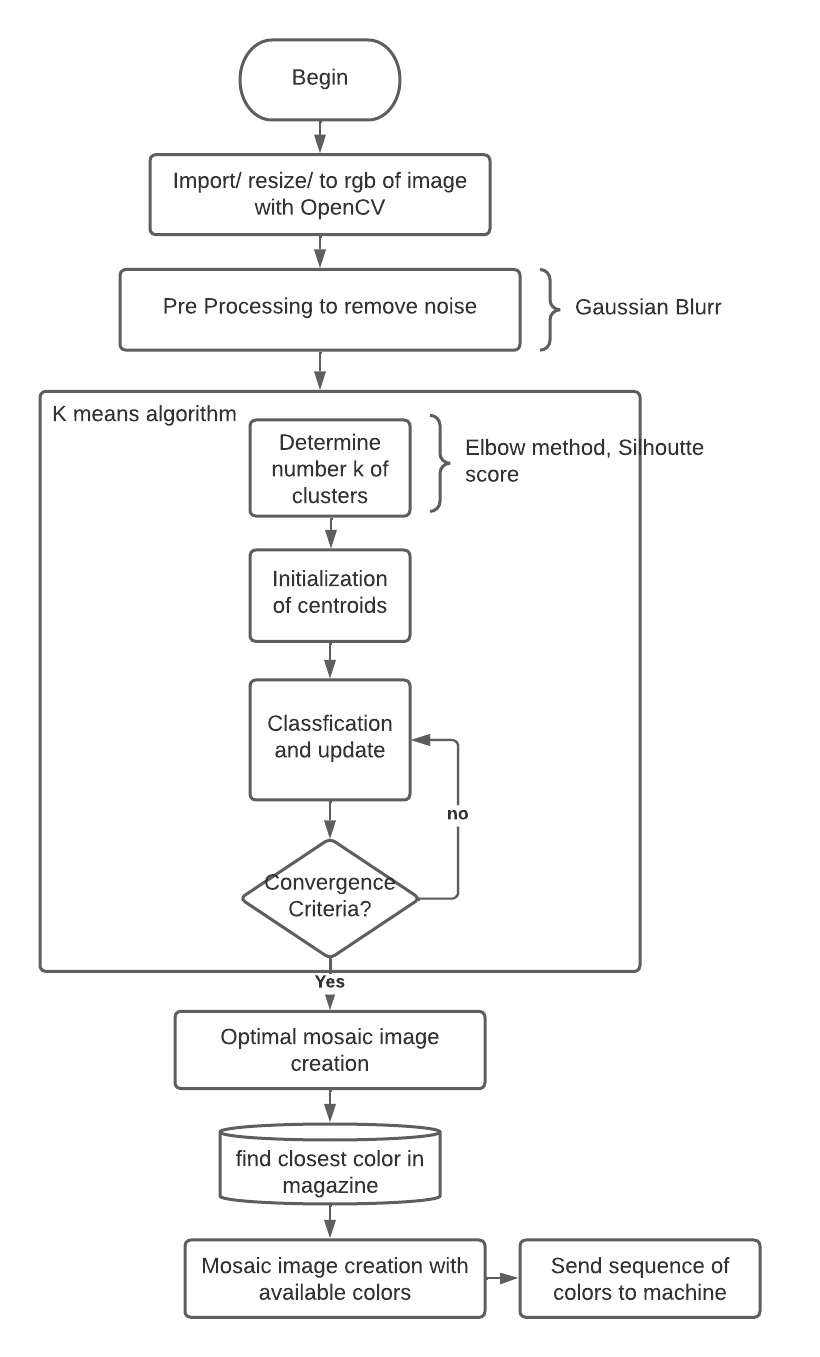 Begin
Import/ resize/ to rgb of image
with OpenCV
Pre Processing to remove noise
Gaussian Blurr
K means algorithm
Determine
number k of
clusters
Elbow method, Silhoutte
score
Initialization
of centroids
Classfication
and update
no
Convergence
Criteria?
Yes
Optimal mosaic image
creation
find closest color in
magazine
Mosaic image creation with
available colors
Send sequence of
colors to machine